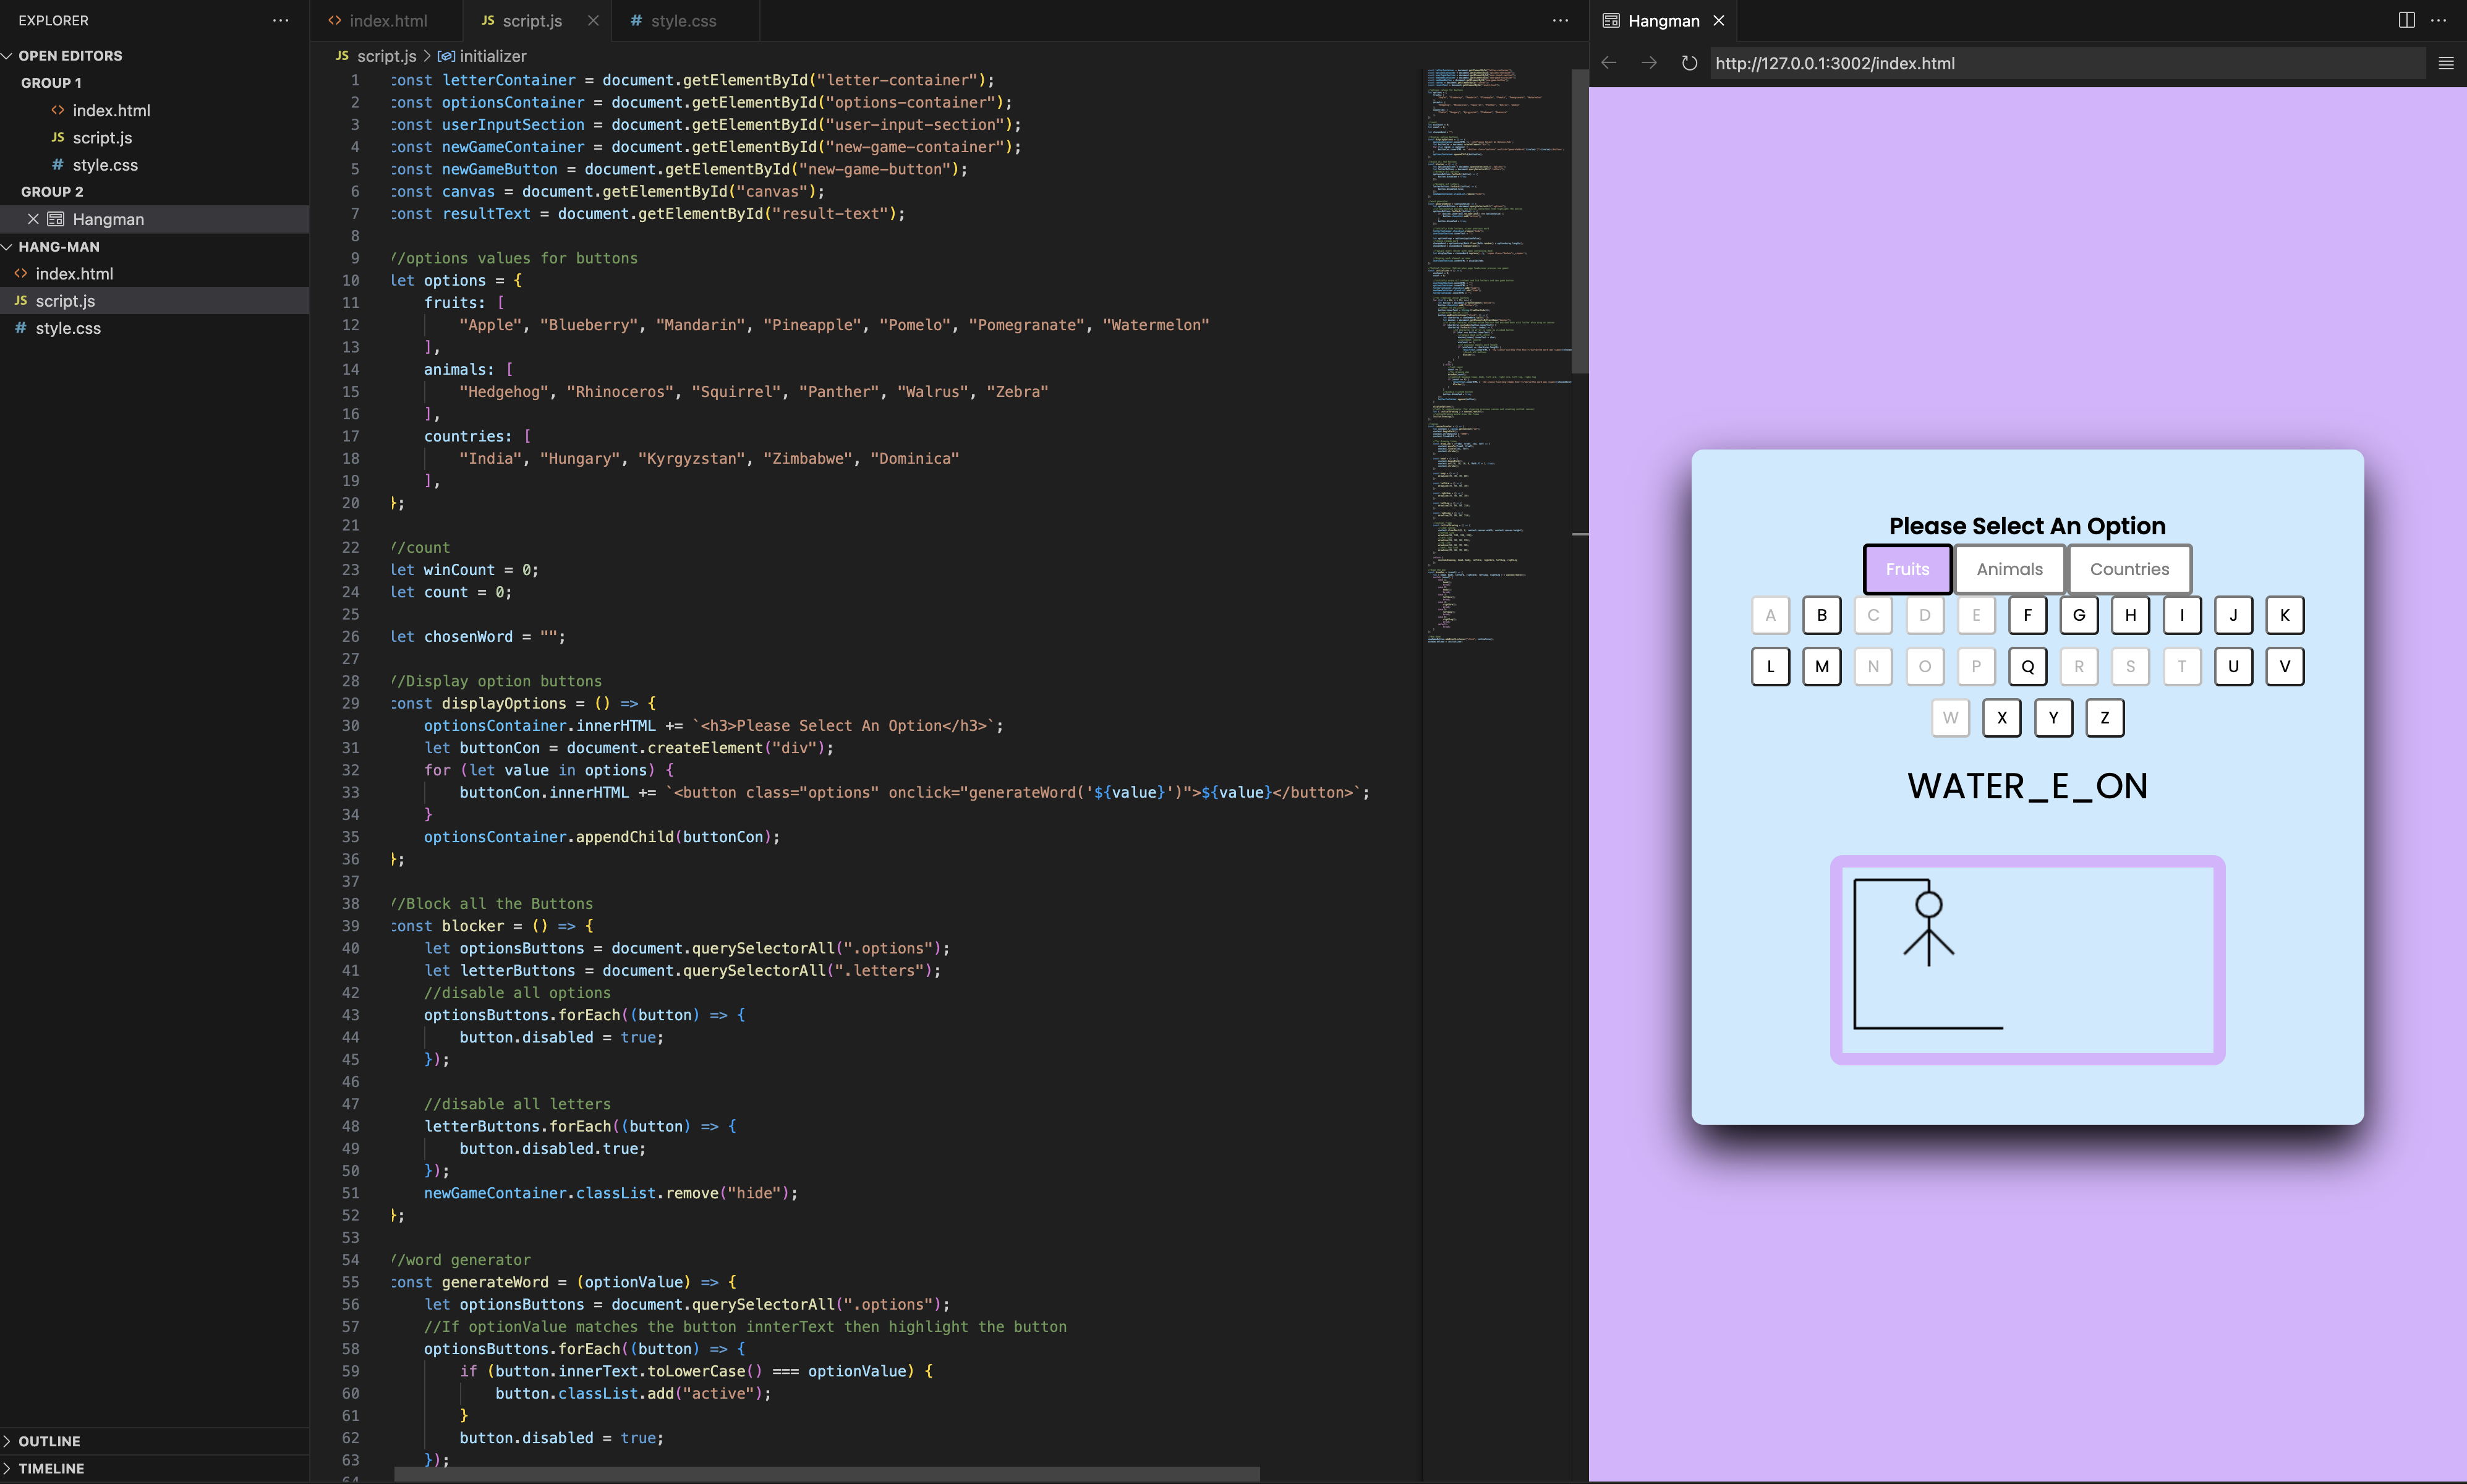 EXPLORER
OPEN EDITORS
GROUP 1
<> index.html
JS script.js
# style.css
GROUP 2
Hangman
HANG-MAN
<> index.html
JS script.js
# style.css
OUTLINE
TIMELINE
<> index.html
JS script.js
# style.css
JS script.js > initializer
1 const letterContainer = document.getElementById("letter-container");
2 const optionsContainer = document.getElementById("options-container");
3 const userInputSection = document.getElementById("user-input-section");
4 const newGameContainer = document.getElementById("new-game-container");
5 const newGameButton = document.getElementById("new-game-button");
6 const canvas = document.getElementById("canvas");
7 const resultText = document.getElementById("result-text");
8
9 //options values for buttons
10 let options = {
11 fruits: [
12 "Apple", "Blueberry", "Mandarin", "Pineapple", "Pomelo", "Pomegranate", "Watermelon"
13 ],
14 animals: [
15 "Hedgehog", "Rhinoceros", "Squirrel", "Panther", "Walrus", "Zebra"
16 ],
17 countries: [
18 "India", "Hungary", "Kyrgyzstan", "Zimbabwe", "Dominica"
19 ],
20 };
21
22 //count
23 let winCount = 0;
24 let count = 0;
25
26 let chosenWord = "";
27
28 //Display option buttons
29 const displayOptions = () => {
30 optionsContainer.innerHTML += `<h3>Please Select An Option</h3>`;
31 let buttonCon = document.createElement("div");
32 for (let value in options) {
33 buttonCon.innerHTML += `<button class="options" onclick="generateWord('${value}')">${value}</button>`;
34 }
35 optionsContainer.appendChild(buttonCon);
36 };
37
38 //Block all the Buttons
39 const blocker = () => {
40 let optionsButtons = document.querySelectorAll(".options");
41 let letterButtons = document.querySelectorAll(".letters");
42 //disable all options
43 optionsButtons.forEach((button) => {
44 button.disabled = true;
45 });
46
47 //disable all letters
48 letterButtons.forEach((button) => {
49 button.disabled.true;
50 });
51 newGameContainer.classList.remove("hide");
52 };
53
54 //word generator
55 const generateWord = (optionValue) => {
56 let optionsButtons = document.querySelectorAll(".options");
57 //If optionValue matches the button innterText then highlight the button
58 optionsButtons.forEach((button) => {
59 if (button.innerText.toLowerCase() === optionValue) {
60 button.classList.add("active");
61 }
62 button.disabled = true;
63 });
64
Hangman
http://127.0.0.1:3002/index.html
Please Select An Option
Fruits Animals Countries
A B C D E F G H I J K
L M N O P Q R S T U V
W X Y Z
WATER_E_ON